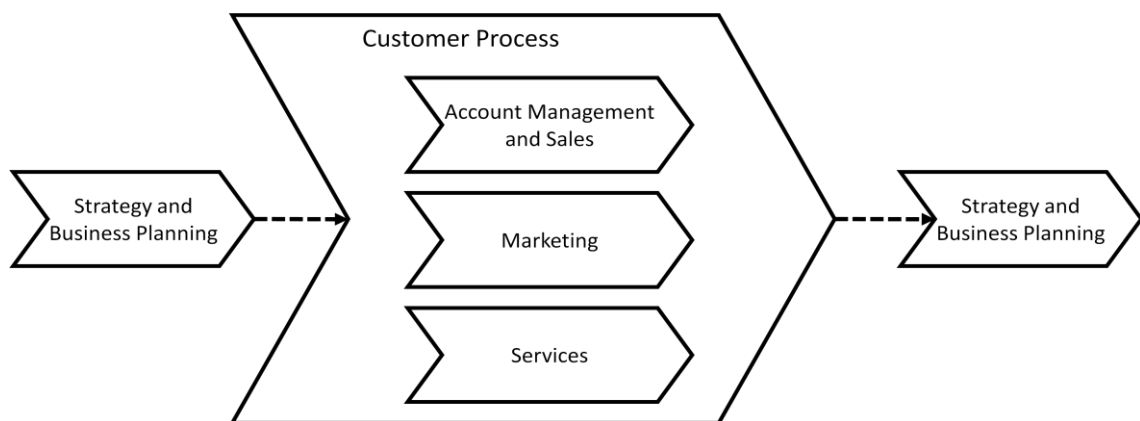 Customer Process
Account Management
and Sales
Strategy and
Business Planning
Marketing
Strategy and
Business Planning
Services